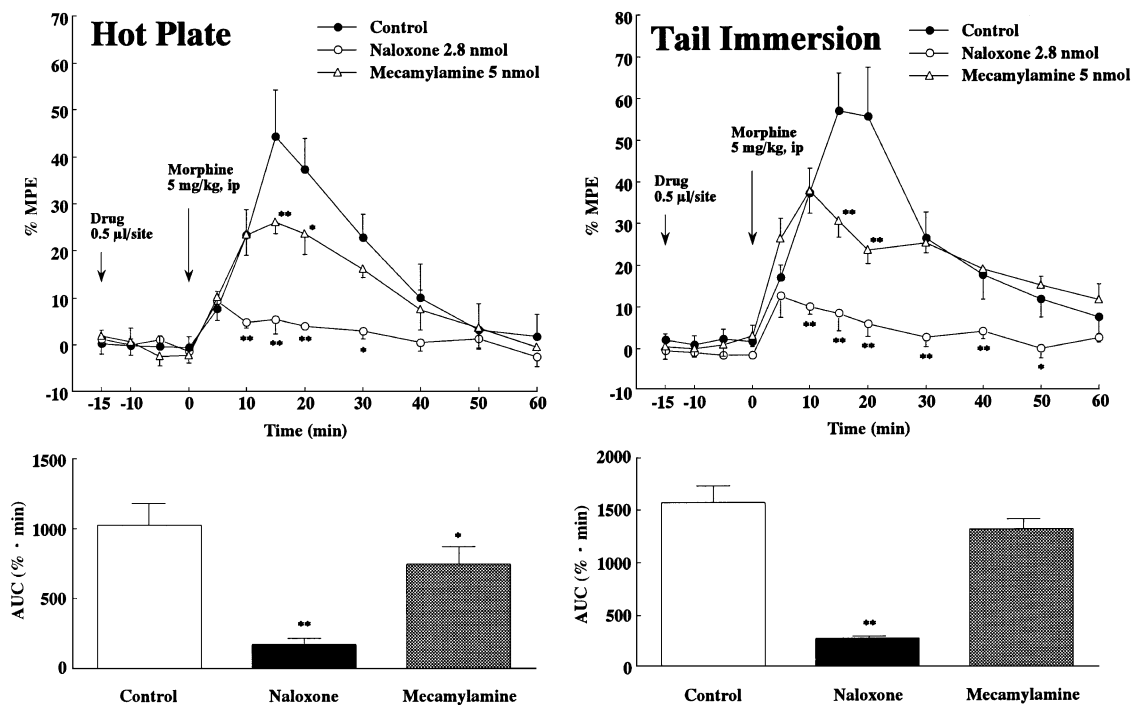 Hot Plate
Control
Naloxone 2.8 nmol
Mecamylamine 5 nmol
70
60
50
40
30
20
10
0
-10
% MPE
Drug
0.5 µl/site
Morphine
5 mg/kg, ip
**
*
**
**
**
*
-15 -10 0 10 20 30 40 50 60
Time (min)
Tail Immersion
Control
Naloxone 2.8 nmol
Mecamylamine 5 nmol
80
70
60
50
40
30
20
10
0
-10
% MPE
Drug
0.5 µl/site
Morphine
5 mg/kg, ip
*
**
**
**
**
**
**
**
*
-15 -10 0 10 20 30 40 50 60
Time (min)
1500
1000
500
0
AUC (% · min)
**
*
Control Naloxone Mecamylamine
2000
1500
1000
500
0
AUC (% · min)
**
Control Naloxone Mecamylamine